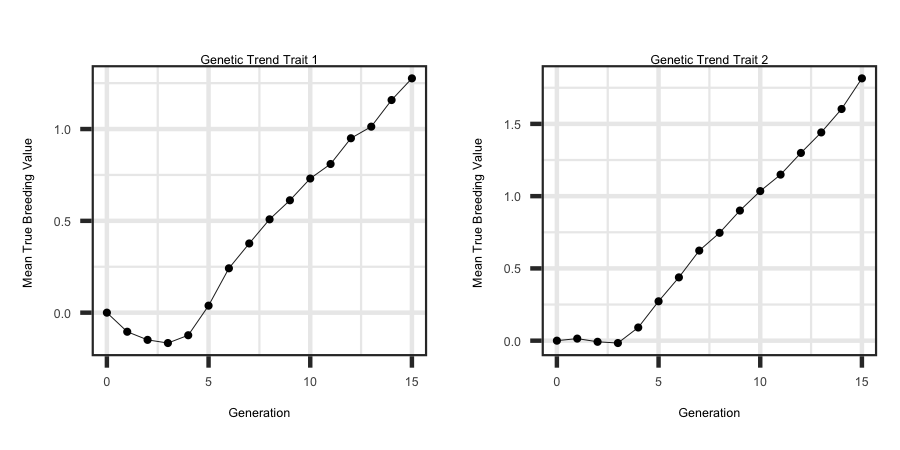 Genetic Trend Trait 1
Mean True Breeding Value
1.0
0.5
0.0
0 5 10 15
Generation
Genetic Trend Trait 2
Mean True Breeding Value
1.5
1.0
0.5
0.0
0 5 10 15
Generation